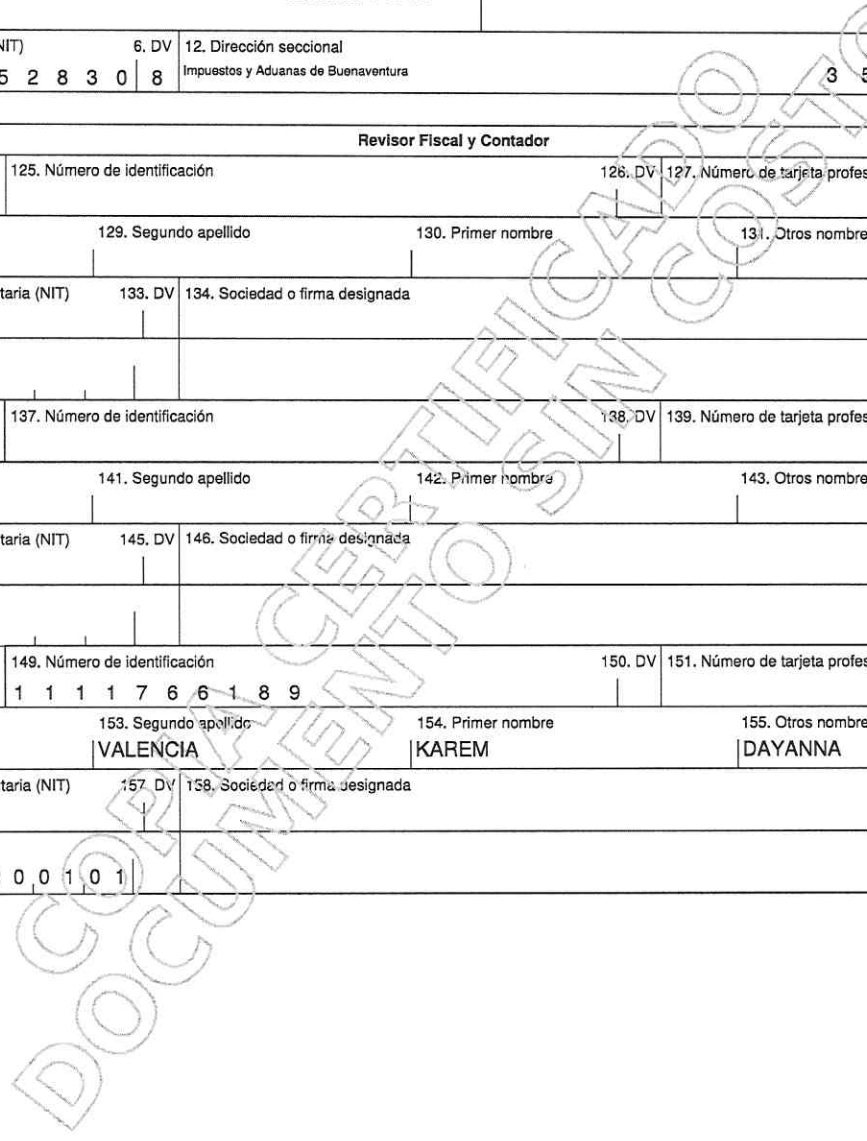 NIT) 6. DV 12. Dirección seccional
5 2 8 3 0 8 Impuestos y Aduanas de Buenaventura 3 5
Revisor Fiscal y Contador
125. Número de identificación 126. DV 127. Número de tarjeta profes
129. Segundo apellido 130. Primer nombre 131. Otros nombre
taria (NIT) 133. DV 134. Sociedad o firma designada
137. Número de identificación 138. DV 139. Número de tarjeta profes
141. Segundo apellido 142. Primer nombre 143. Otros nombre
taria (NIT) 145. DV 146. Sociedad o firma designada
149. Número de identificación 150. DV 151. Número de tarjeta profes
1 1 1 1 7 6 6 1 8 9
153. Segundo apellido 154. Primer nombre 155. Otros nombre
VALENCIA KAREM DAYANNA
taria (NIT) 157. DV 158. Sociedad o firma designada
0 0 1 0 1
COPIA CERTIFICADO
DOCUMENTO SIN COSTO